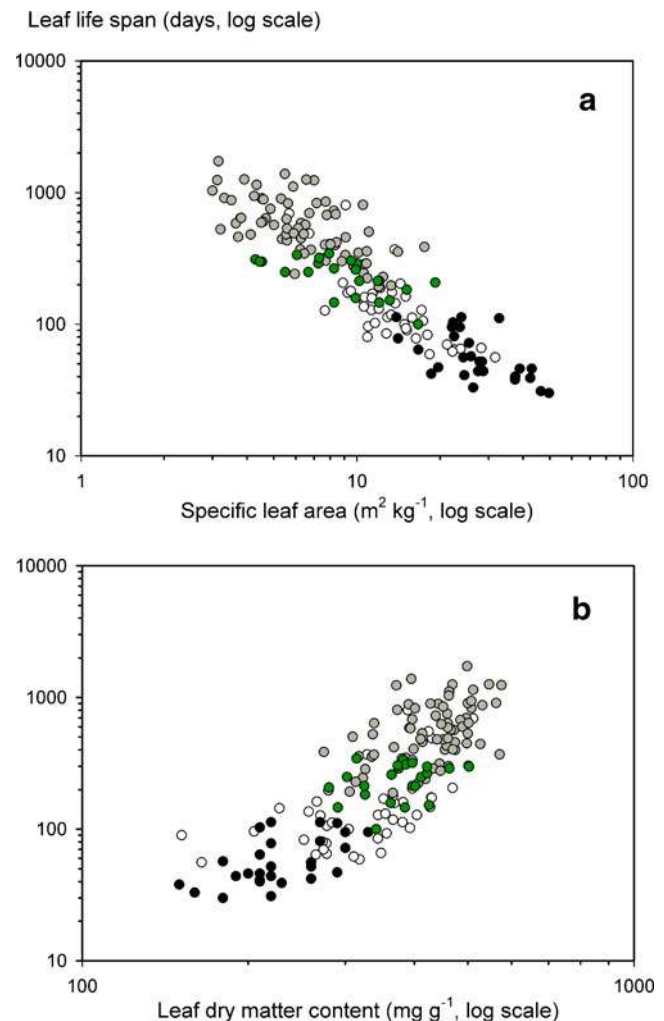 Leaf life span (days, log scale)
10000
a
1000
100
10
1
10
100
Specific leaf area (m² kg⁻¹, log scale)
10000
b
1000
100
10
100
1000
Leaf dry matter content (mg g⁻¹, log scale)